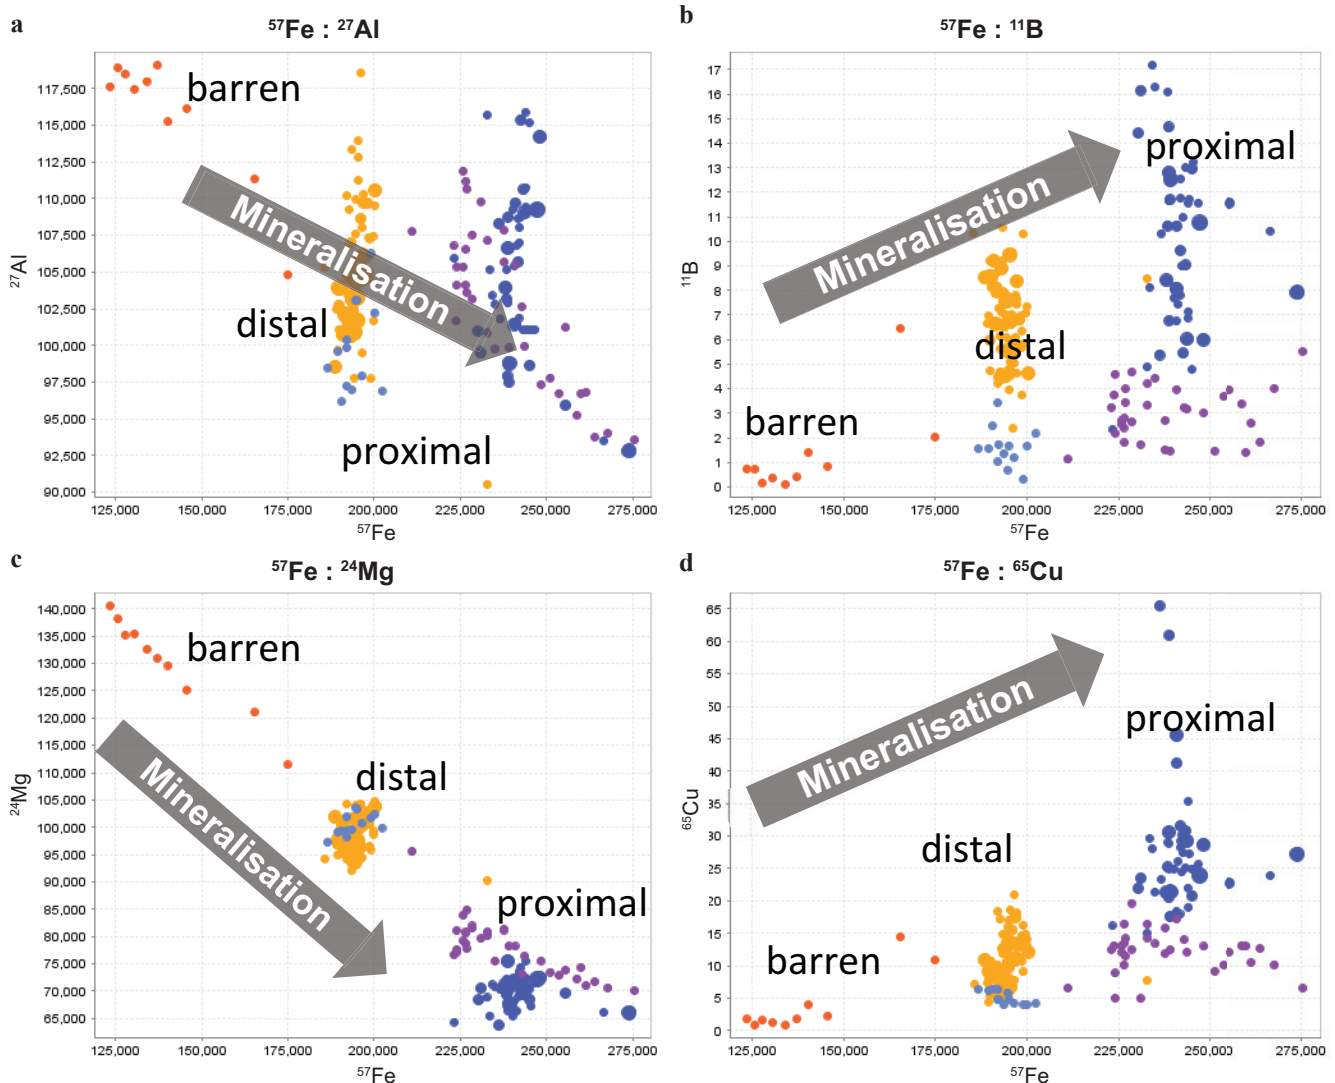 a
⁵⁷Fe : ²⁷Al
117,500
115,000
112,500
110,000
107,500
105,000
102,500
100,000
97,500
95,000
92,500
90,000
²⁷Al
barren
Mineralisation
distal
proximal
125,000 150,000 175,000 200,000 225,000 250,000 275,000
⁵⁷Fe
b
⁵⁷Fe : ¹¹B
17
16
15
14
13
12
11
10
9
8
7
6
5
4
3
2
1
0
¹¹B
proximal
Mineralisation
distal
barren
125,000 150,000 175,000 200,000 225,000 250,000 275,000
⁵⁷Fe
c
⁵⁷Fe : ²⁴Mg
140,000
135,000
130,000
125,000
120,000
115,000
110,000
105,000
100,000
95,000
90,000
85,000
80,000
75,000
70,000
65,000
²⁴Mg
barren
Mineralisation
distal
proximal
125,000 150,000 175,000 200,000 225,000 250,000 275,000
⁵⁷Fe
d
⁵⁷Fe : ⁶⁵Cu
65
60
55
50
45
40
35
30
25
20
15
10
5
0
⁶⁵Cu
Mineralisation
proximal
distal
barren
125,000 150,000 175,000 200,000 225,000 250,000 275,000
⁵⁷Fe